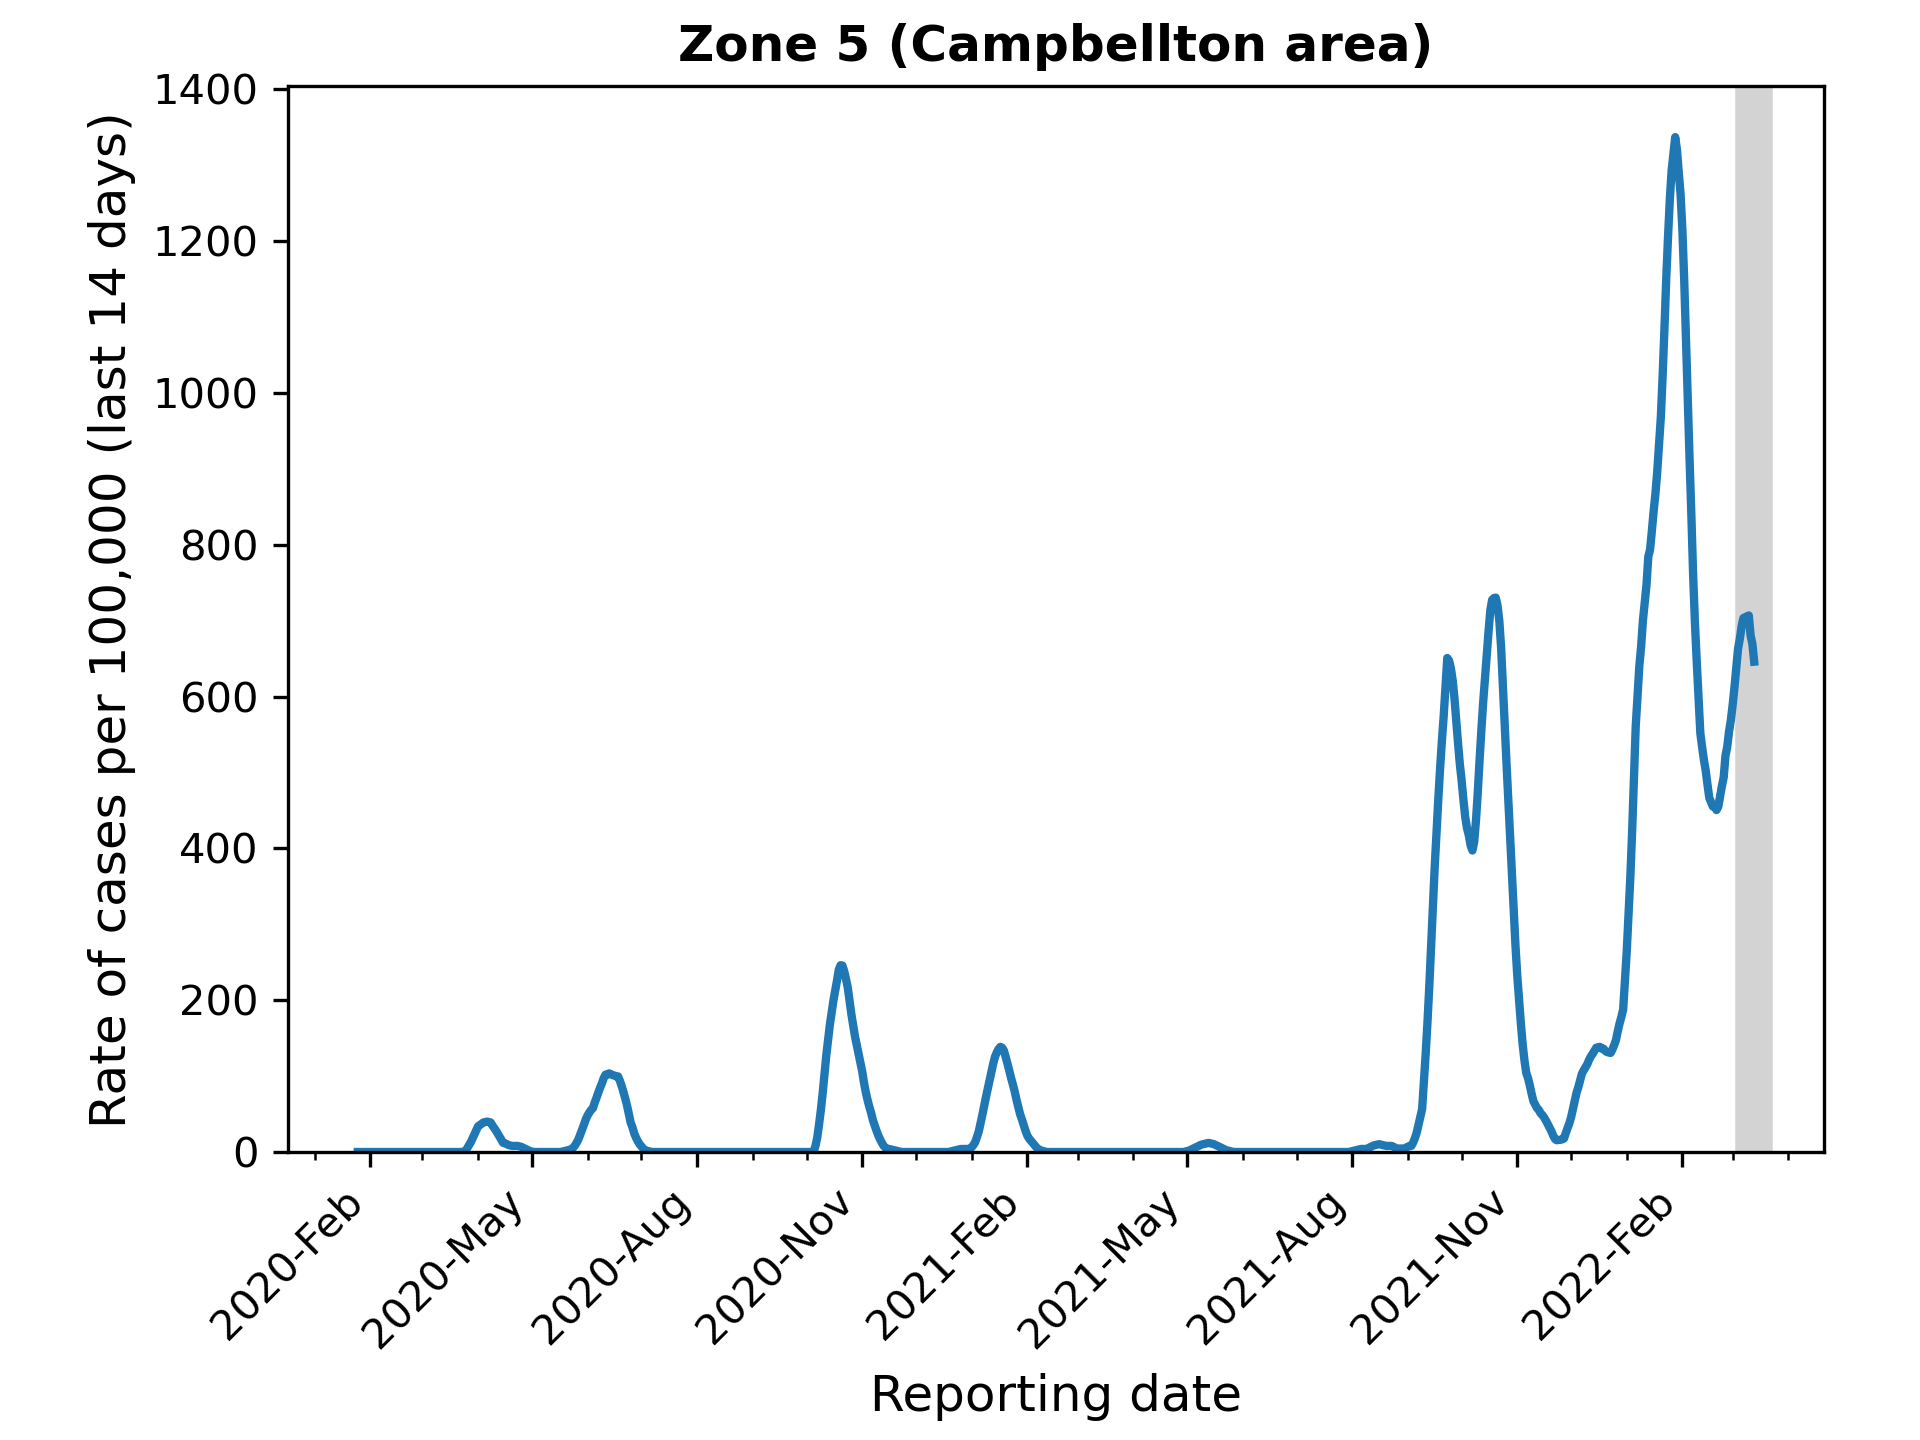 Zone 5 (Campbellton area)
Rate of cases per 100,000 (last 14 days)
1400
1200
1000
800
600
400
200
0
2020-Feb
2020-May
2020-Aug
2020-Nov
2021-Feb
2021-May
2021-Aug
2021-Nov
2022-Feb
Reporting date